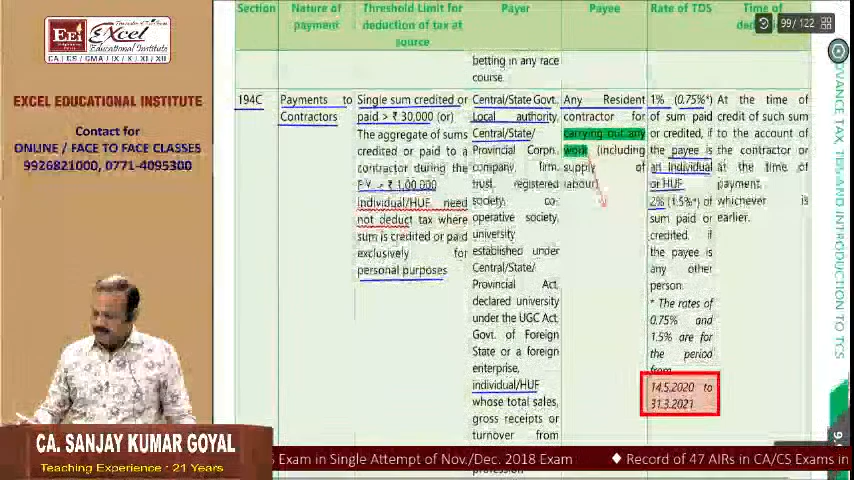 Section
Nature of payment
Threshold Limit for deduction of tax at source
Payer
Payee
Rate of TDS
Time of
99 / 122
EEI
Excel
Educational Institute
CA / CS / CMA / IX / X / XI / XII
EXCEL EDUCATIONAL INSTITUTE
Contact for
ONLINE / FACE TO FACE CLASSES
9926821000, 0771-4095300
betting in any race
course.
194C
Payments to
Contractors
Single sum credited or
paid > ₹ 30,000 (or)
The aggregate of sums
credited or paid to a
contractor during the
F.Y. > ₹ 1,00,000
Individual/HUF need
not deduct tax where
sum is credited or paid
exclusively for
personal purposes
Central/State Govt.,
Local authority,
Central/State/
Provincial Corpn.
company, firm,
trust, registered
society, co-
operative society,
university
established under
Central/State/
Provincial Act,
declared university
under the UGC Act,
Govt. of Foreign
State or a foreign
enterprise,
individual/HUF
whose total sales,
gross receipts or
turnover from
Any Resident
contractor for
carrying out any
work (including
supply of
labour)
1% (0.75%*)
of sum paid
or credited, if
the payee is
an Individual
or HUF
2% (1.5%*) of
sum paid or
credited, if
the payee is
any other
person.
* The rates of
0.75% and
1.5% are for
the period
from
14.5.2020 to
31.3.2021
At the time of
credit of such sum
to the account of
the contractor or
at the time of
payment,
whichever is
earlier.
ADVANCE TAX, TDS AND INTRODUCTION TO TCS
CA. SANJAY KUMAR GOYAL
Teaching Experience : 21 Years
Exam in Single Attempt of Nov./Dec. 2018 Exam ♦ Record of 47 AIRs in CA/CS Exams in